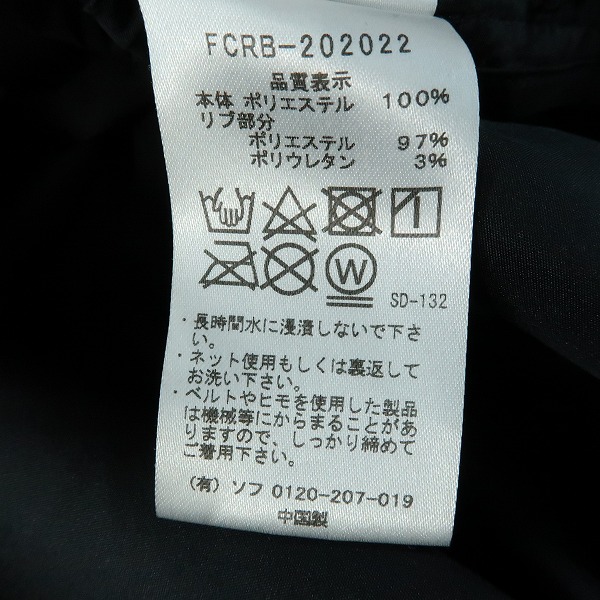 FCRB-202022
品質表示
本体 ポリエステル 100%
リブ部分
ポリエステル 97%
ポリウレタン 3%
W
SD-132
・長時間水に浸漬しないで下さ
い。
・ネット使用もしくは裏返して
お洗い下さい。
・ベルトやヒモを使用した製品
は機械等にからまることがあ
りますので、しっかり締めて
ご着用下さい。
(有) ソフ 0120-207-019
中国製